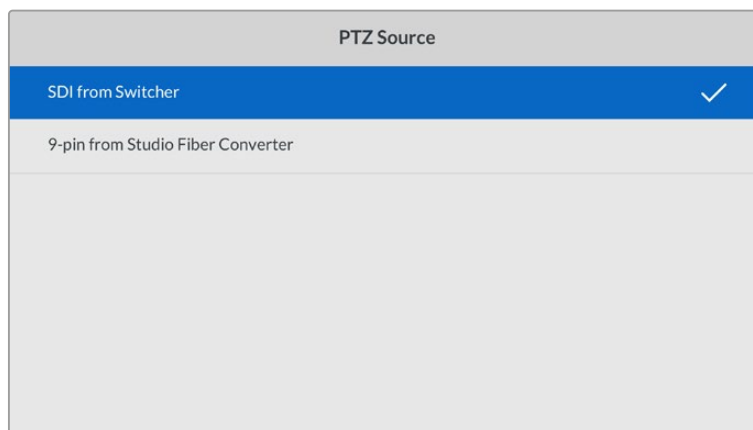 PTZ Source
SDI from Switcher
9-pin from Studio Fiber Converter